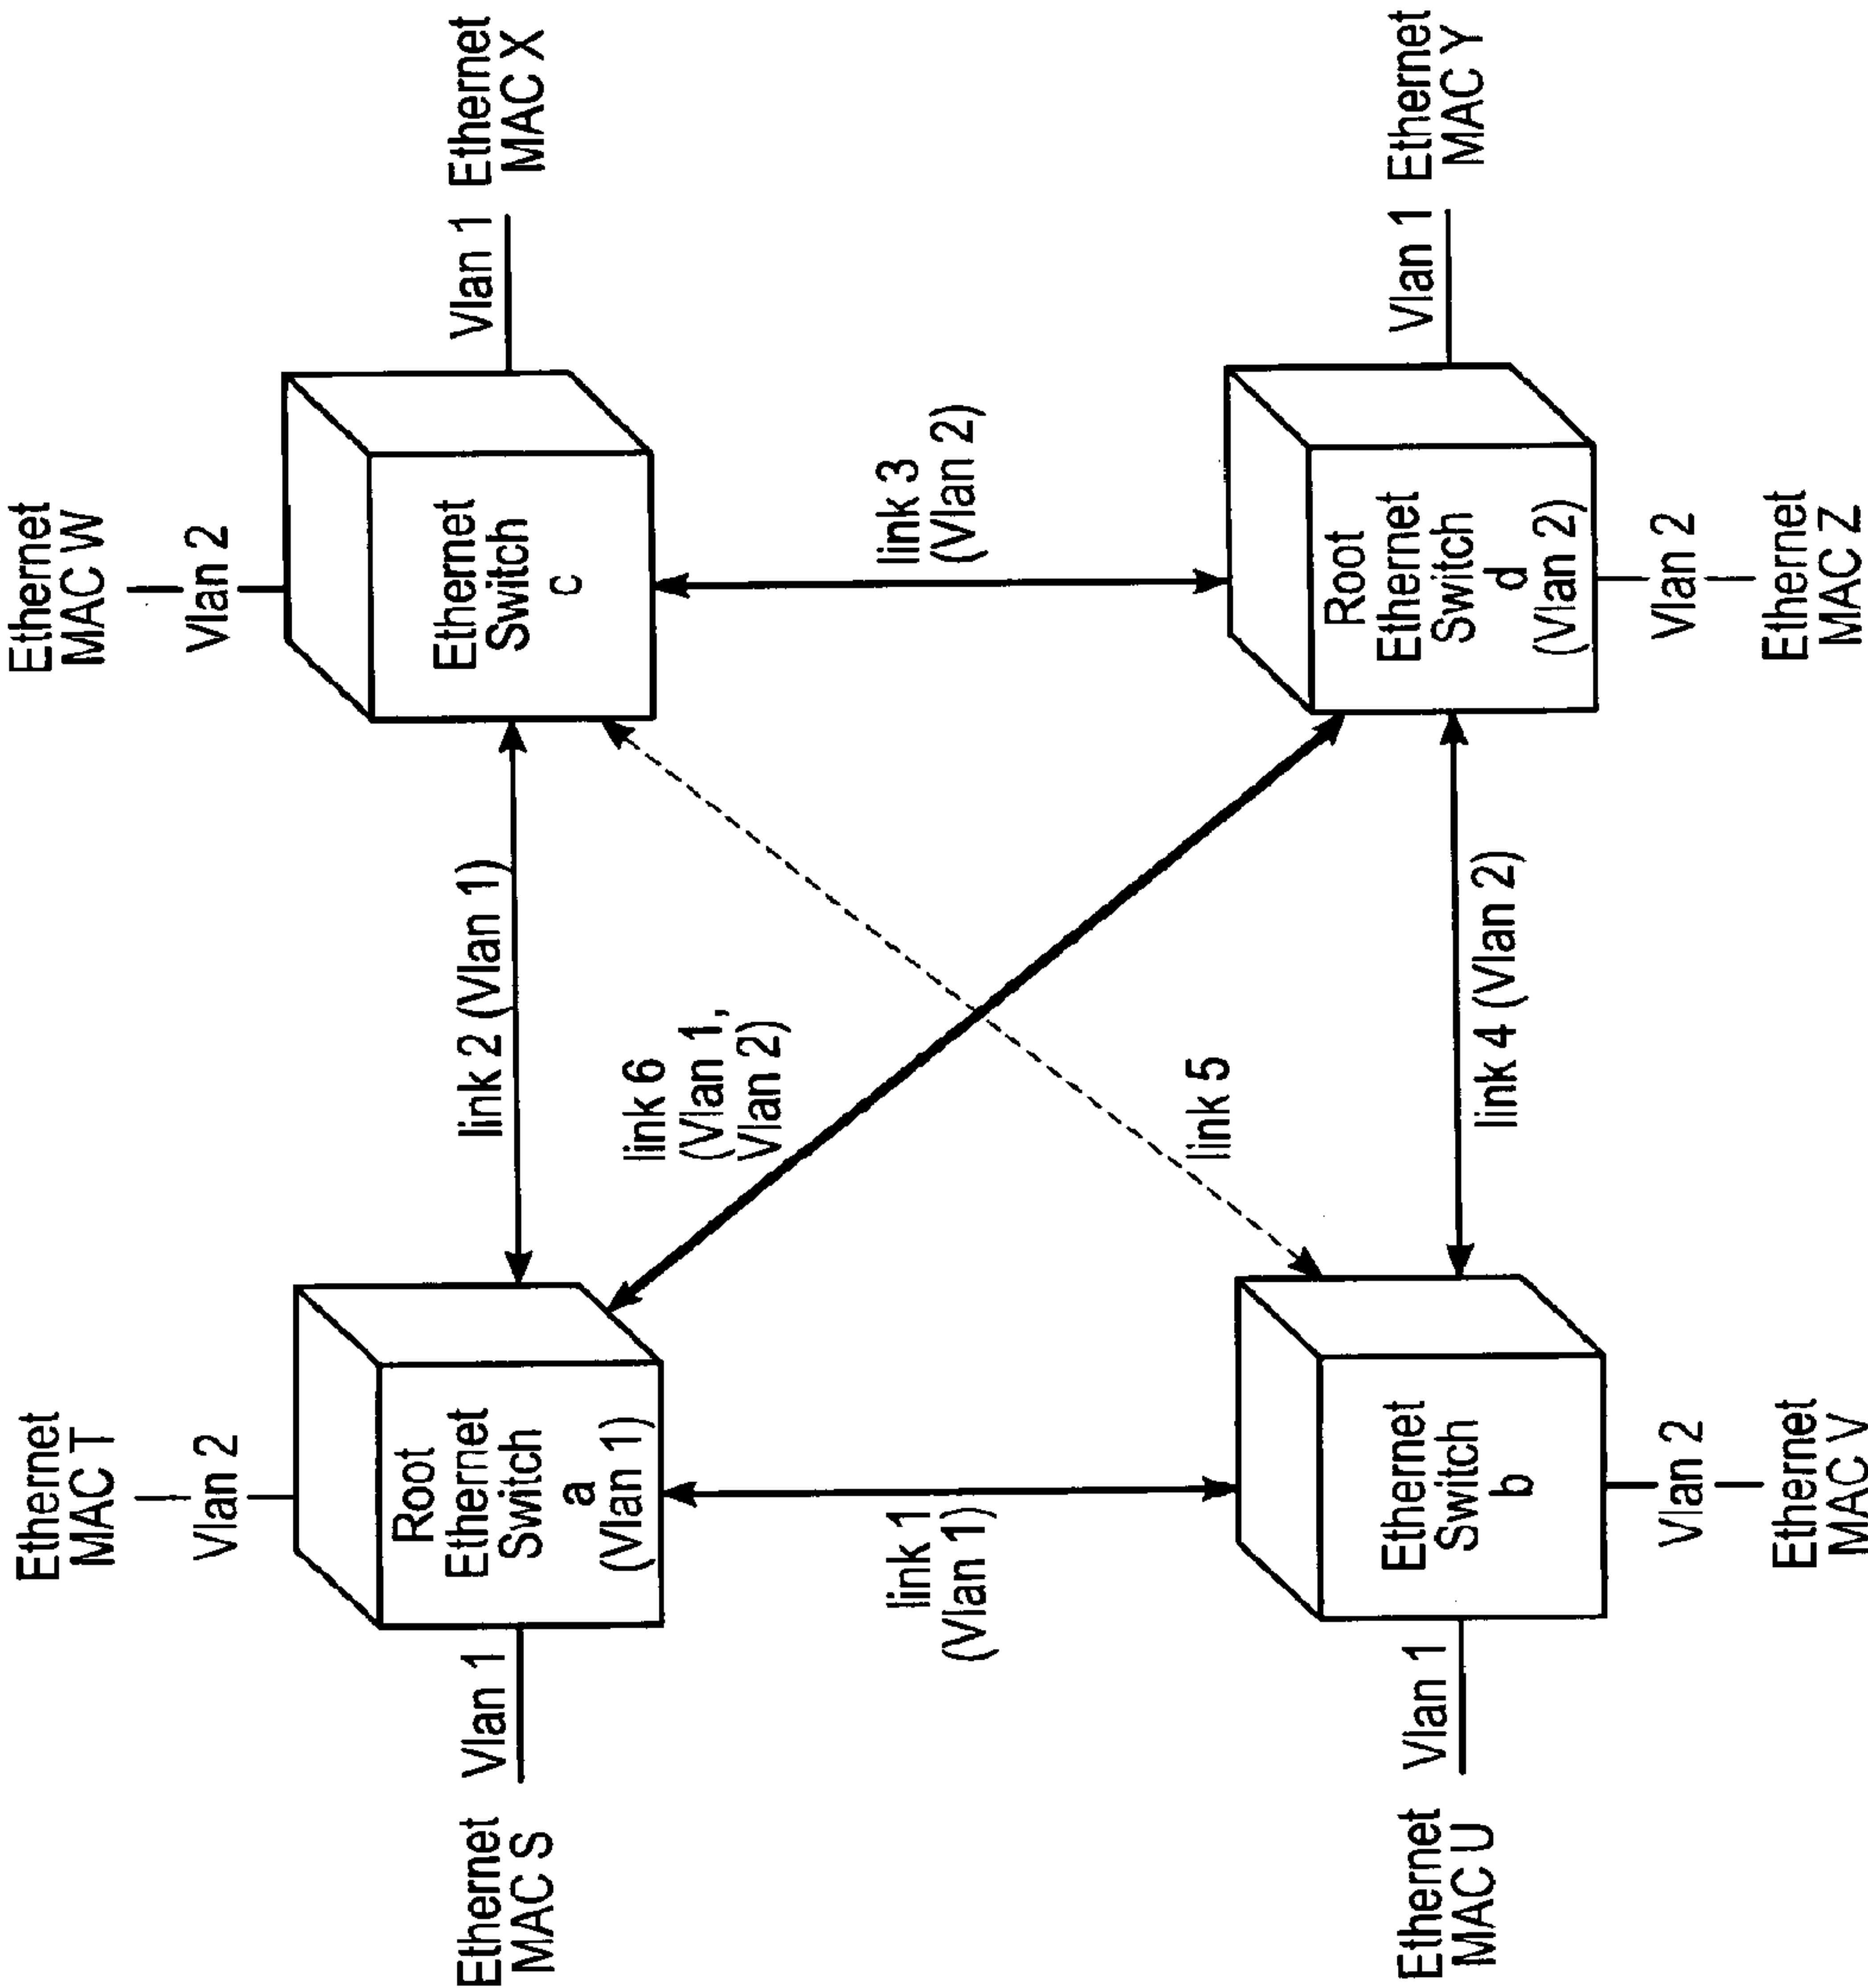 Ethernet
MAC T
Vlan 2
Ethernet
MAC W
Vlan 2
Ethernet
MAC S
Vlan 1
Root
Ethernet
Switch
a
(Vlan 1)
link 2 (Vlan 1)
Ethernet
Switch
c
Vlan 1
Ethernet
MAC X
link 6
(Vlan 1,
Vlan 2)
link 1
(Vlan 1)
link 3
(Vlan 2)
link 5
Ethernet
MAC U
Vlan 1
Ethernet
Switch
b
link 4 (Vlan 2)
Root
Ethernet
Switch
d
(Vlan 2)
Vlan 1
Ethernet
MAC Y
Vlan 2
Ethernet
MAC V
Vlan 2
Ethernet
MAC Z